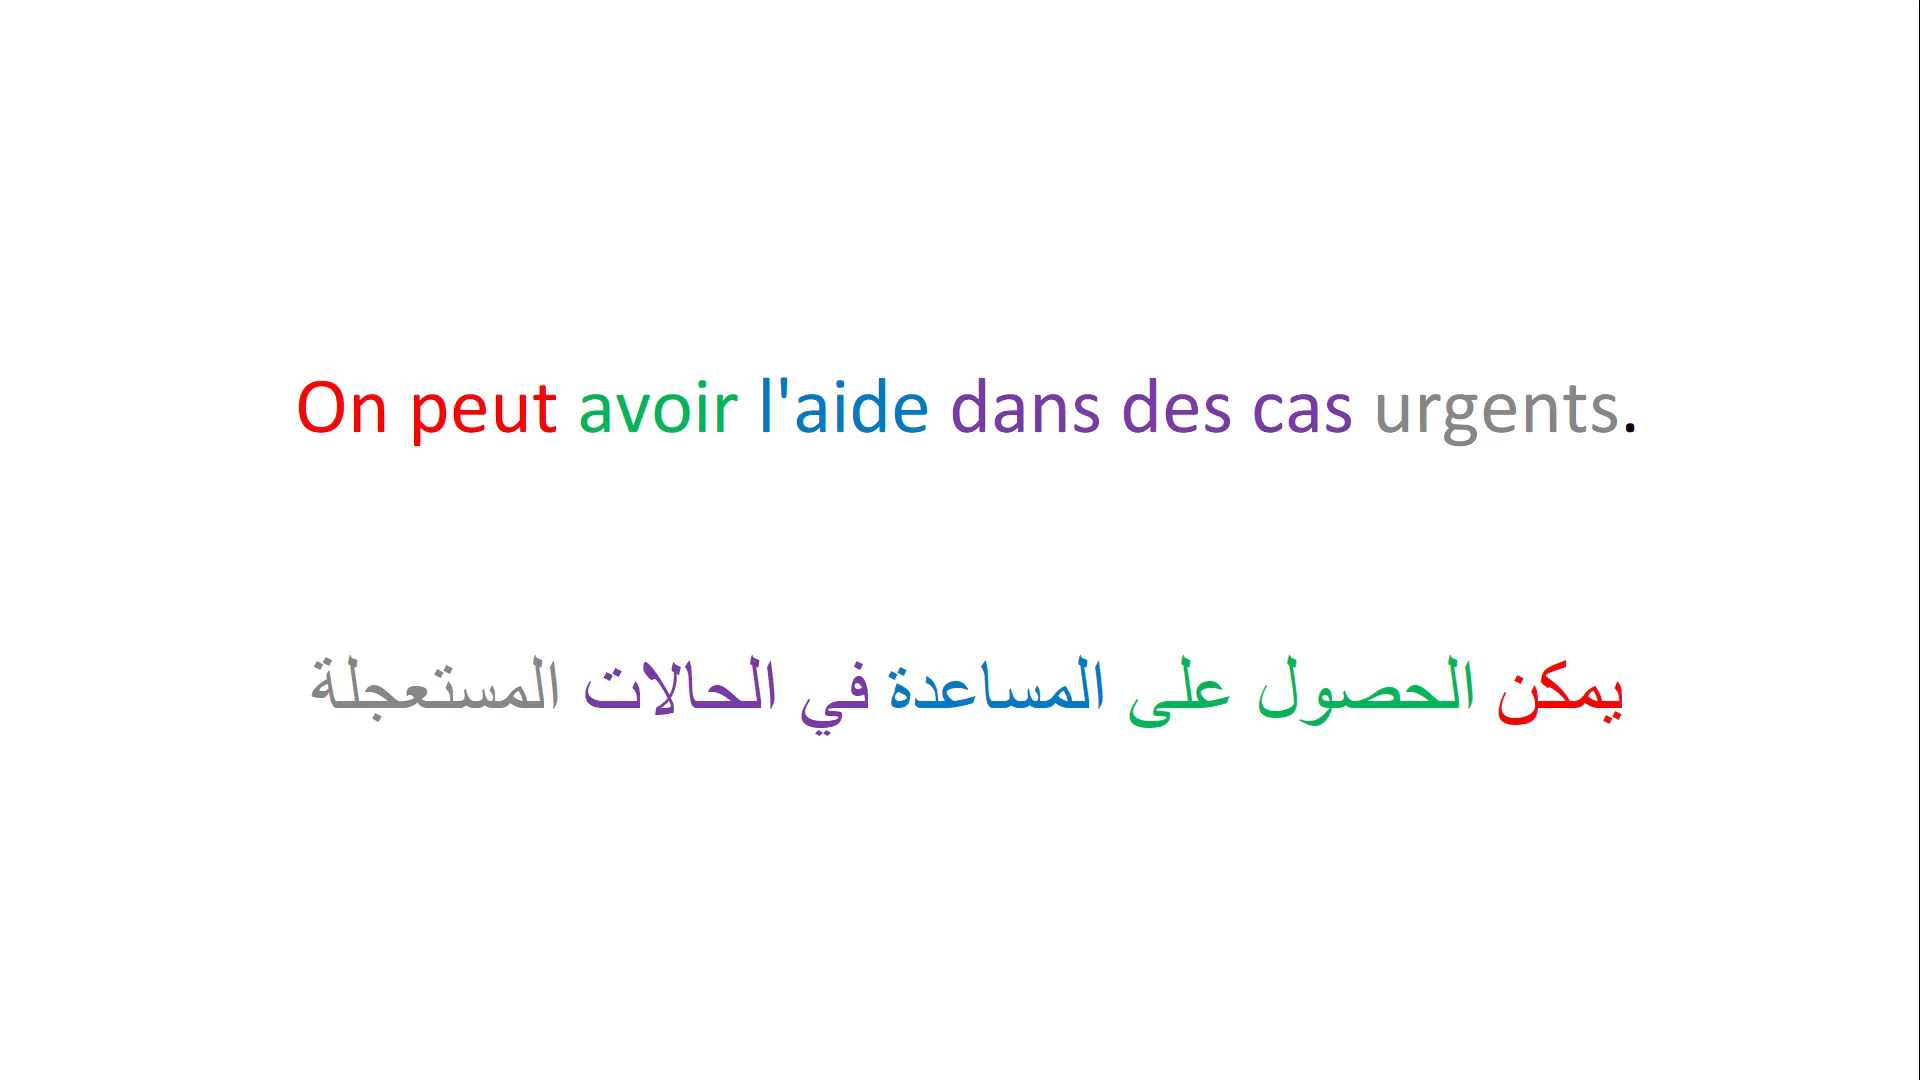 On peut avoir l'aide dans des cas urgents.
يمكن الحصول على المساعدة في الحالات المستعجلة